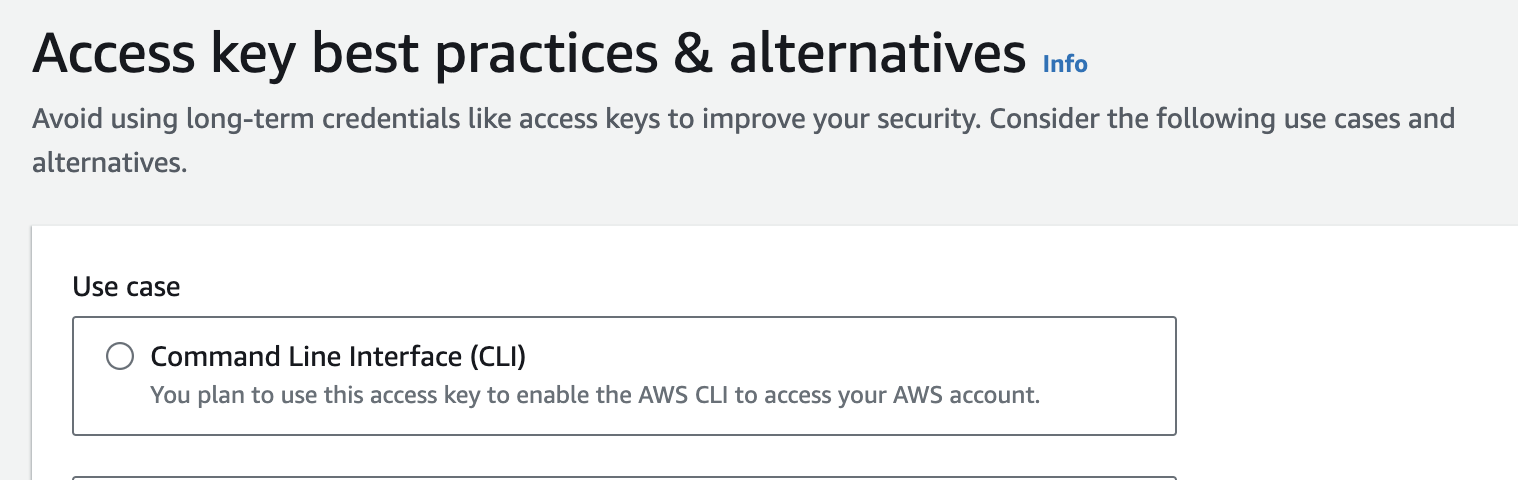 Access key best practices & alternatives Info
Avoid using long-term credentials like access keys to improve your security. Consider the following use cases and
alternatives.
Use case
Command Line Interface (CLI)
You plan to use this access key to enable the AWS CLI to access your AWS account.